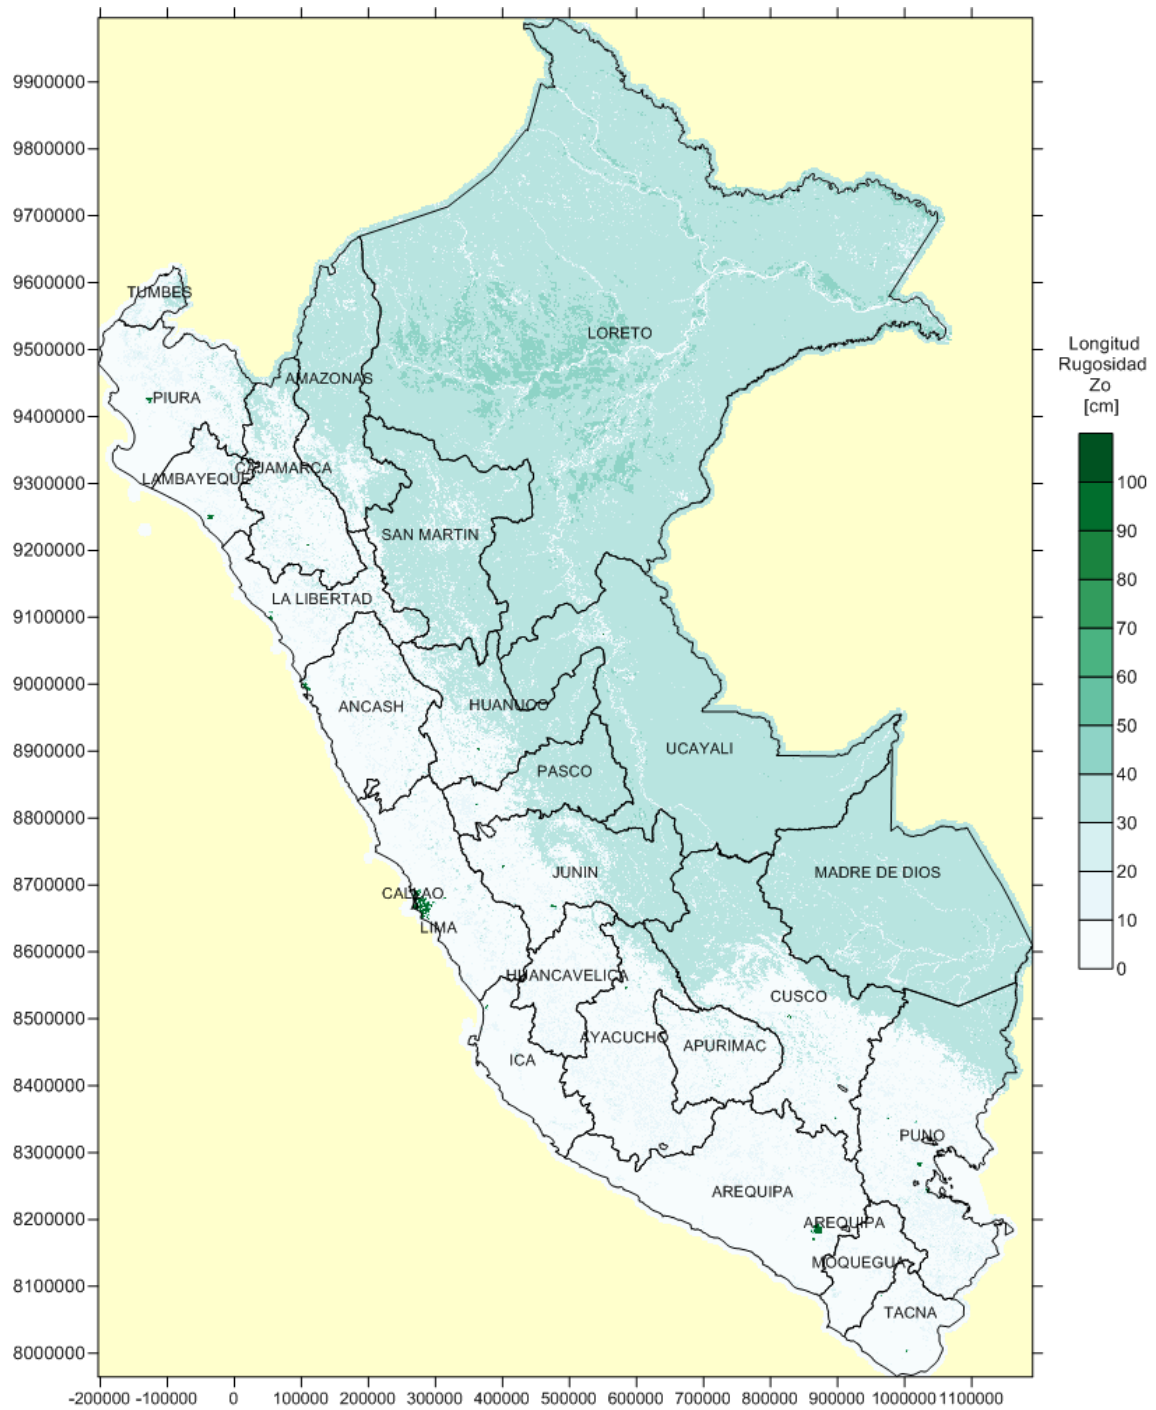 9900000
9800000
9700000
9600000
9500000
9400000
9300000
9200000
9100000
9000000
8900000
8800000
8700000
8600000
8500000
8400000
8300000
8200000
8100000
8000000
-200000 -100000 0 100000 200000 300000 400000 500000 600000 700000 800000 900000 1000000 1100000
TUMBES
LORETO
AMAZONAS
PIURA
CAJAMARCA
LAMBAYEQUE
SAN MARTIN
LA LIBERTAD
HUANUCO
ANCASH
UCAYALI
PASCO
JUNIN
MADRE DE DIOS
CALLAO
LIMA
HUANCAVELICA
CUSCO
AYACUCHO
APURIMAC
ICA
PUNO
AREQUIPA
AREQUIPA
MOQUEGUA
TACNA
Longitud
Rugosidad
Zo
[cm]
100
90
80
70
60
50
40
30
20
10
0